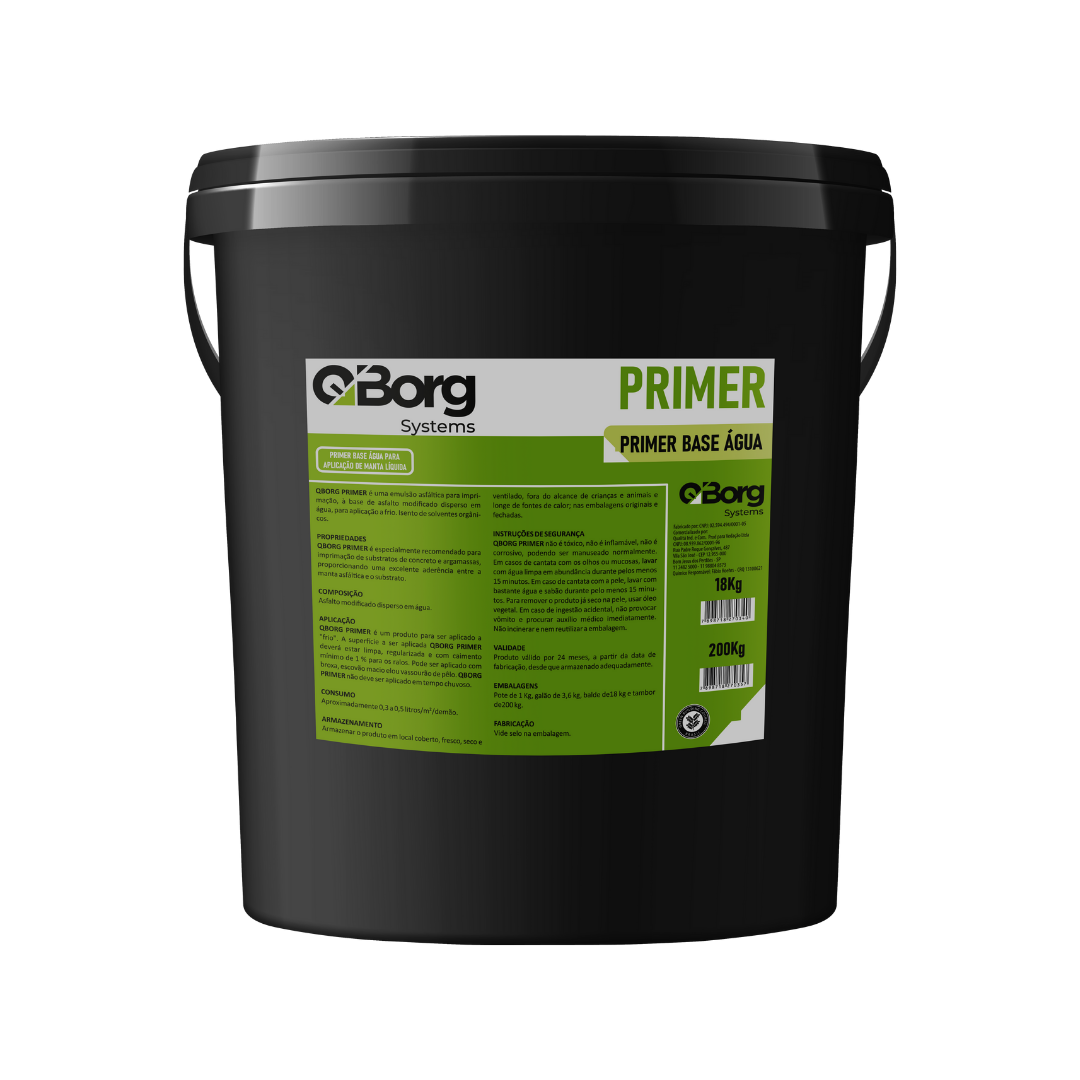 QBorg
Systems
PRIMER
PRIMER BASE ÁGUA
PRIMER BASE ÁGUA PARA
APLICAÇÃO DE MANTA LÍQUIDA
QBORG PRIMER é uma emulsão asfáltica para impri-
mação, à base de asfalto modificado disperso em
água, para aplicação a frio. Isento de solventes orgâni-
cos.
PROPRIEDADES
QBORG PRIMER é especialmente recomendado para
imprimação de substratos de concreto e argamassas,
proporcionando uma excelente aderência entre a
manta asfáltica e o substrato.
COMPOSIÇÃO
Asfalto modificado disperso em água.
APLICAÇÃO
QBORG PRIMER é um produto para ser aplicado a
"frio". A superfície a ser aplicada QBORG PRIMER
deverá estar limpa, regularizada e com caimento
mínimo de 1 % para os ralos. Pode ser aplicado com
broxa, escovão macio e/ou vassourão de pêlo. QBORG
PRIMER não deve ser aplicado em tempo chuvoso.
CONSUMO
Aproximadamente 0,3 a 0,5 litros/m²/demão.
ARMAZENAMENTO
Armazenar o produto em local coberto, fresco, seco e
ventilado, fora do alcance de crianças e animais e
longe de fontes de calor; nas embalagens originais e
fechadas.
INSTRUÇÕES DE SEGURANÇA
QBORG PRIMER não é tóxico, não é inflamável, não é
corrosivo, podendo ser manuseado normalmente.
Em casos de cantata com os olhos ou mucosas, lavar
com água limpa em abundância durante pelos menos
15 minutos. Em caso de cantata com a pele, lavar com
bastante água e sabão durante pelo menos 15 minu-
tos. Para remover o produto já seco na pele, usar óleo
vegetal. Em caso de ingestão acidental, não provocar
vômito e procurar auxílio médico imediatamente.
Não incinerar e nem reutilizar a embalagem.
VALIDADE
Produto válido por 24 meses, a partir da data de
fabricação, desde que armazenado adequadamente.
EMBALAGENS
Pote de 1 Kg, galão de 3,6 kg, balde de18 kg e tambor
de200 kg.
FABRICAÇÃO
Vide selo na embalagem.
QBorg
Systems
18Kg
200Kg